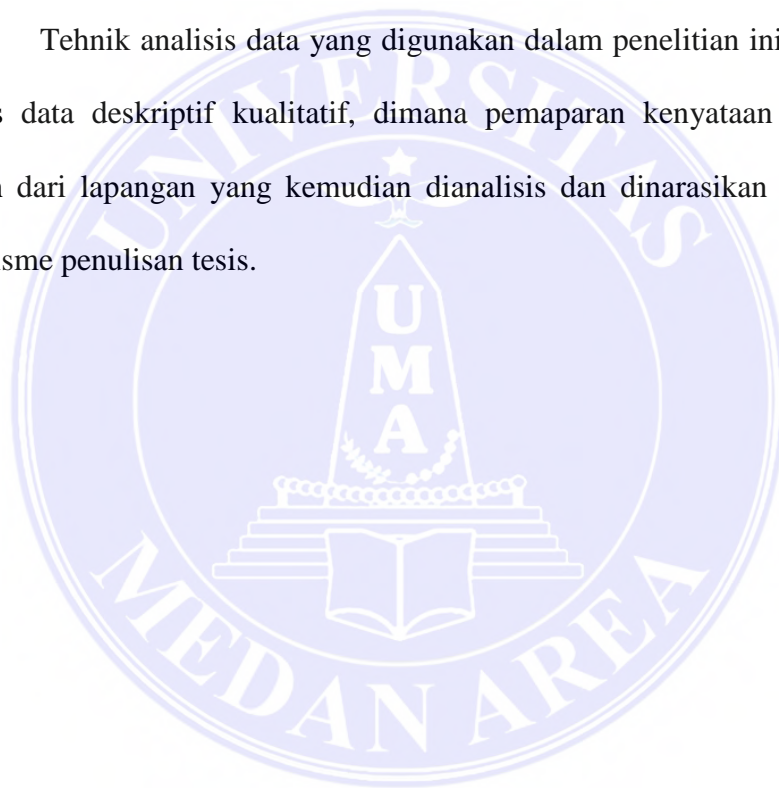 Tehnik analisis data yang digunakan dalam penelitian ini
s data deskriptif kualitatif, dimana pemaparan kenyataan
dari lapangan yang kemudian dianalisis dan dinarasikan
isme penulisan tesis.
UNIVERSITAS
UMA
MEDAN AREA